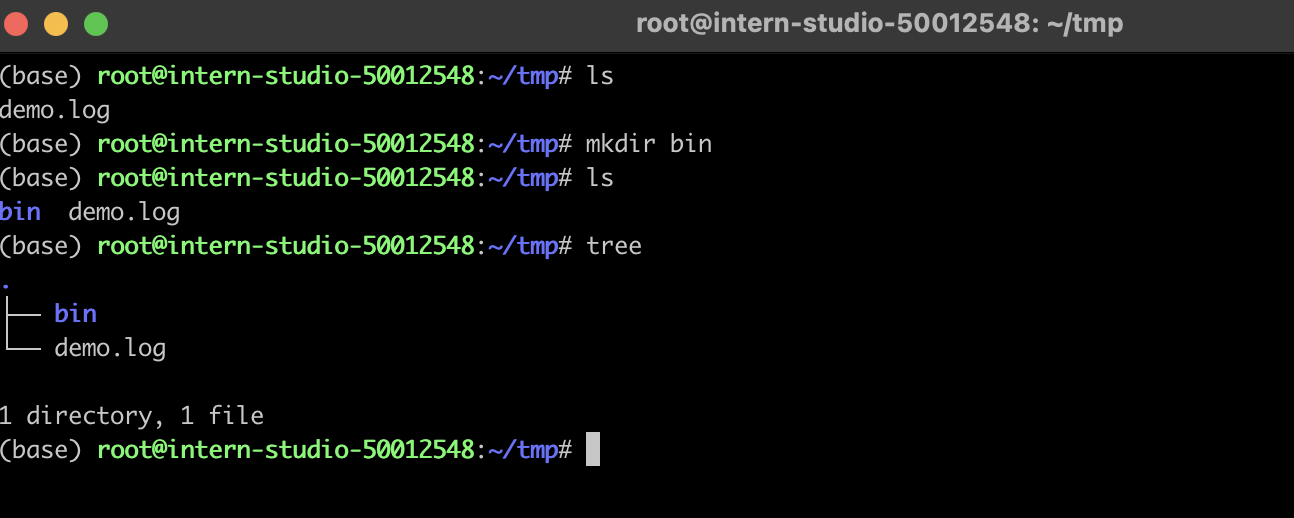 root@intern-studio-50012548: ~/tmp
(base) root@intern-studio-50012548:~/tmp# ls
demo.log
(base) root@intern-studio-50012548:~/tmp# mkdir bin
(base) root@intern-studio-50012548:~/tmp# ls
bin  demo.log
(base) root@intern-studio-50012548:~/tmp# tree
.
├── bin
└── demo.log
1 directory, 1 file
(base) root@intern-studio-50012548:~/tmp#